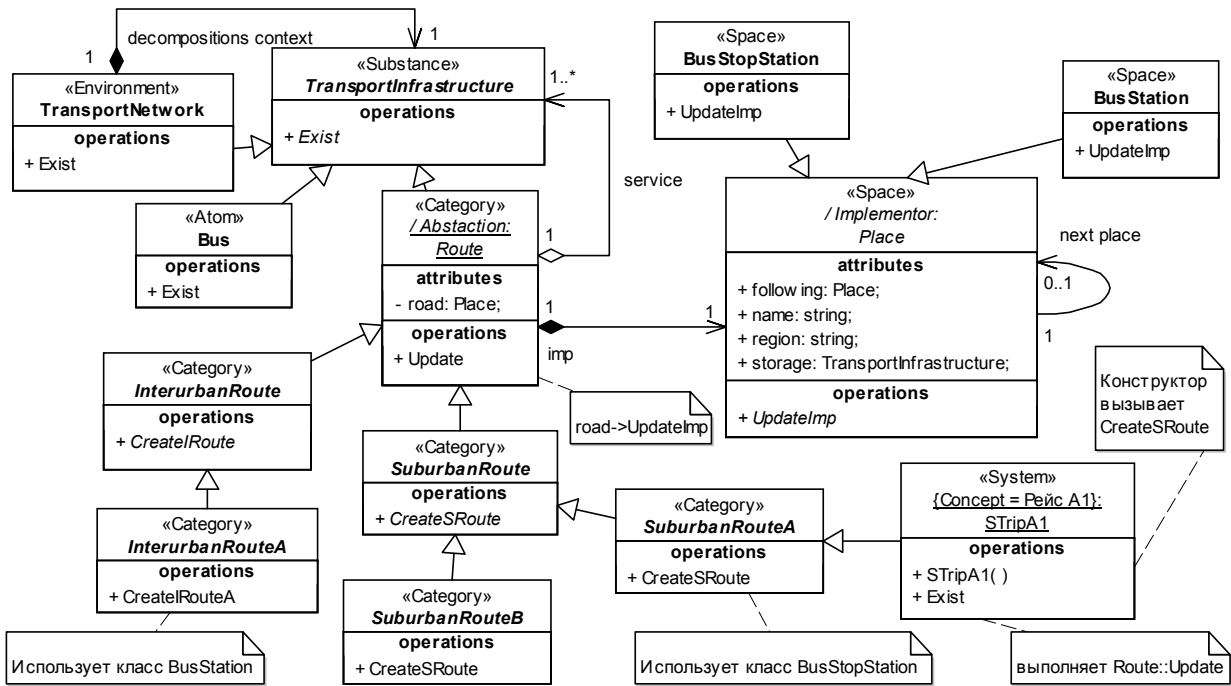 decompositions context
1
1
«Environment»
TransportNetwork
operations
+ Exist
«Substance»
TransportInfrastructure
operations
+ Exist
1..*
service
«Atom»
Bus
operations
+ Exist
«Category»
/ Abstaction:
Route
attributes
- road: Place;
operations
+ Update
1
1
imp
1
road->UpdateImp
«Space»
BusStopStation
operations
+ UpdateImp
«Space»
BusStation
operations
+ UpdateImp
«Space»
/ Implementor:
Place
attributes
+ following: Place;
+ name: string;
+ region: string;
+ storage: TransportInfrastructure;
operations
+ UpdateImp
next place
0..1
1
Конструктор
вызывает
CreateSRoute
«Category»
InterurbanRoute
operations
+ CreateIRoute
«Category»
SuburbanRoute
operations
+ CreateSRoute
«Category»
InterurbanRouteA
operations
+ CreateIRouteA
«Category»
SuburbanRouteB
operations
+ CreateSRoute
«Category»
SuburbanRouteA
operations
+ CreateSRoute
«System»
{Concept = Рейс A1}:
STripA1
operations
+ STripA1( )
+ Exist
Использует класс BusStation
Использует класс BusStopStation
выполняет Route::Update